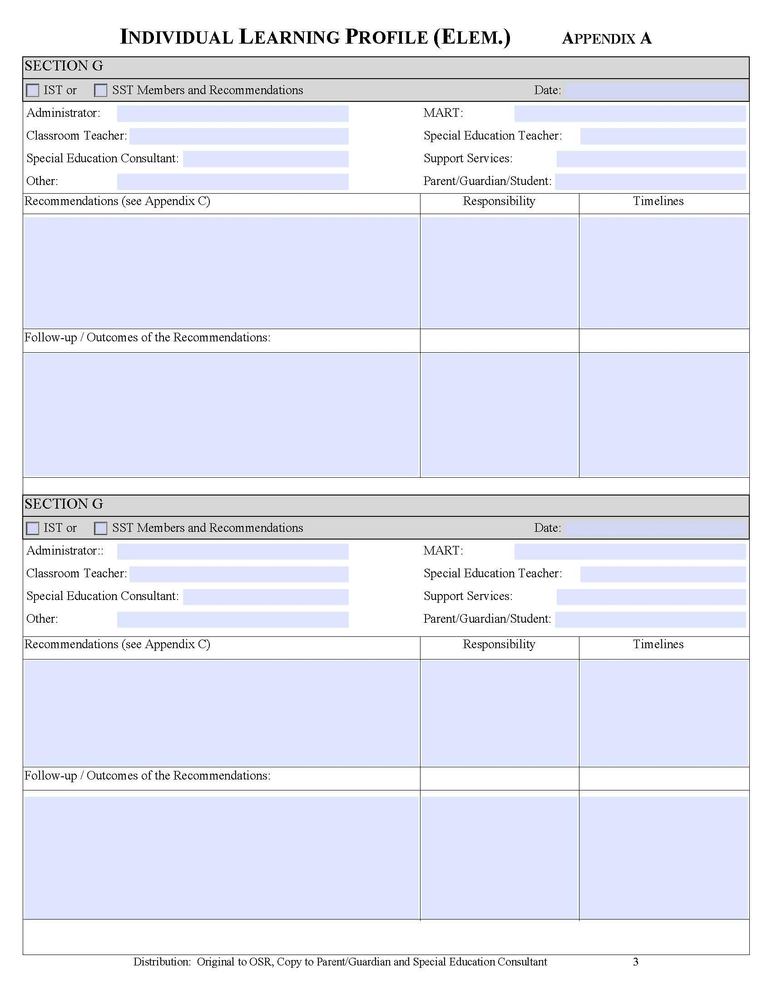 INDIVIDUAL LEARNING PROFILE (ELEM.) APPENDIX A
SECTION G
IST or SST Members and Recommendations Date:
Administrator: MART:
Classroom Teacher: Special Education Teacher:
Special Education Consultant: Support Services:
Other: Parent/Guardian/Student:
Recommendations (see Appendix C) Responsibility Timelines
Follow-up / Outcomes of the Recommendations:
SECTION G
IST or SST Members and Recommendations Date:
Administrator:: MART:
Classroom Teacher: Special Education Teacher:
Special Education Consultant: Support Services:
Other: Parent/Guardian/Student:
Recommendations (see Appendix C) Responsibility Timelines
Follow-up / Outcomes of the Recommendations:
Distribution: Original to OSR, Copy to Parent/Guardian and Special Education Consultant 3